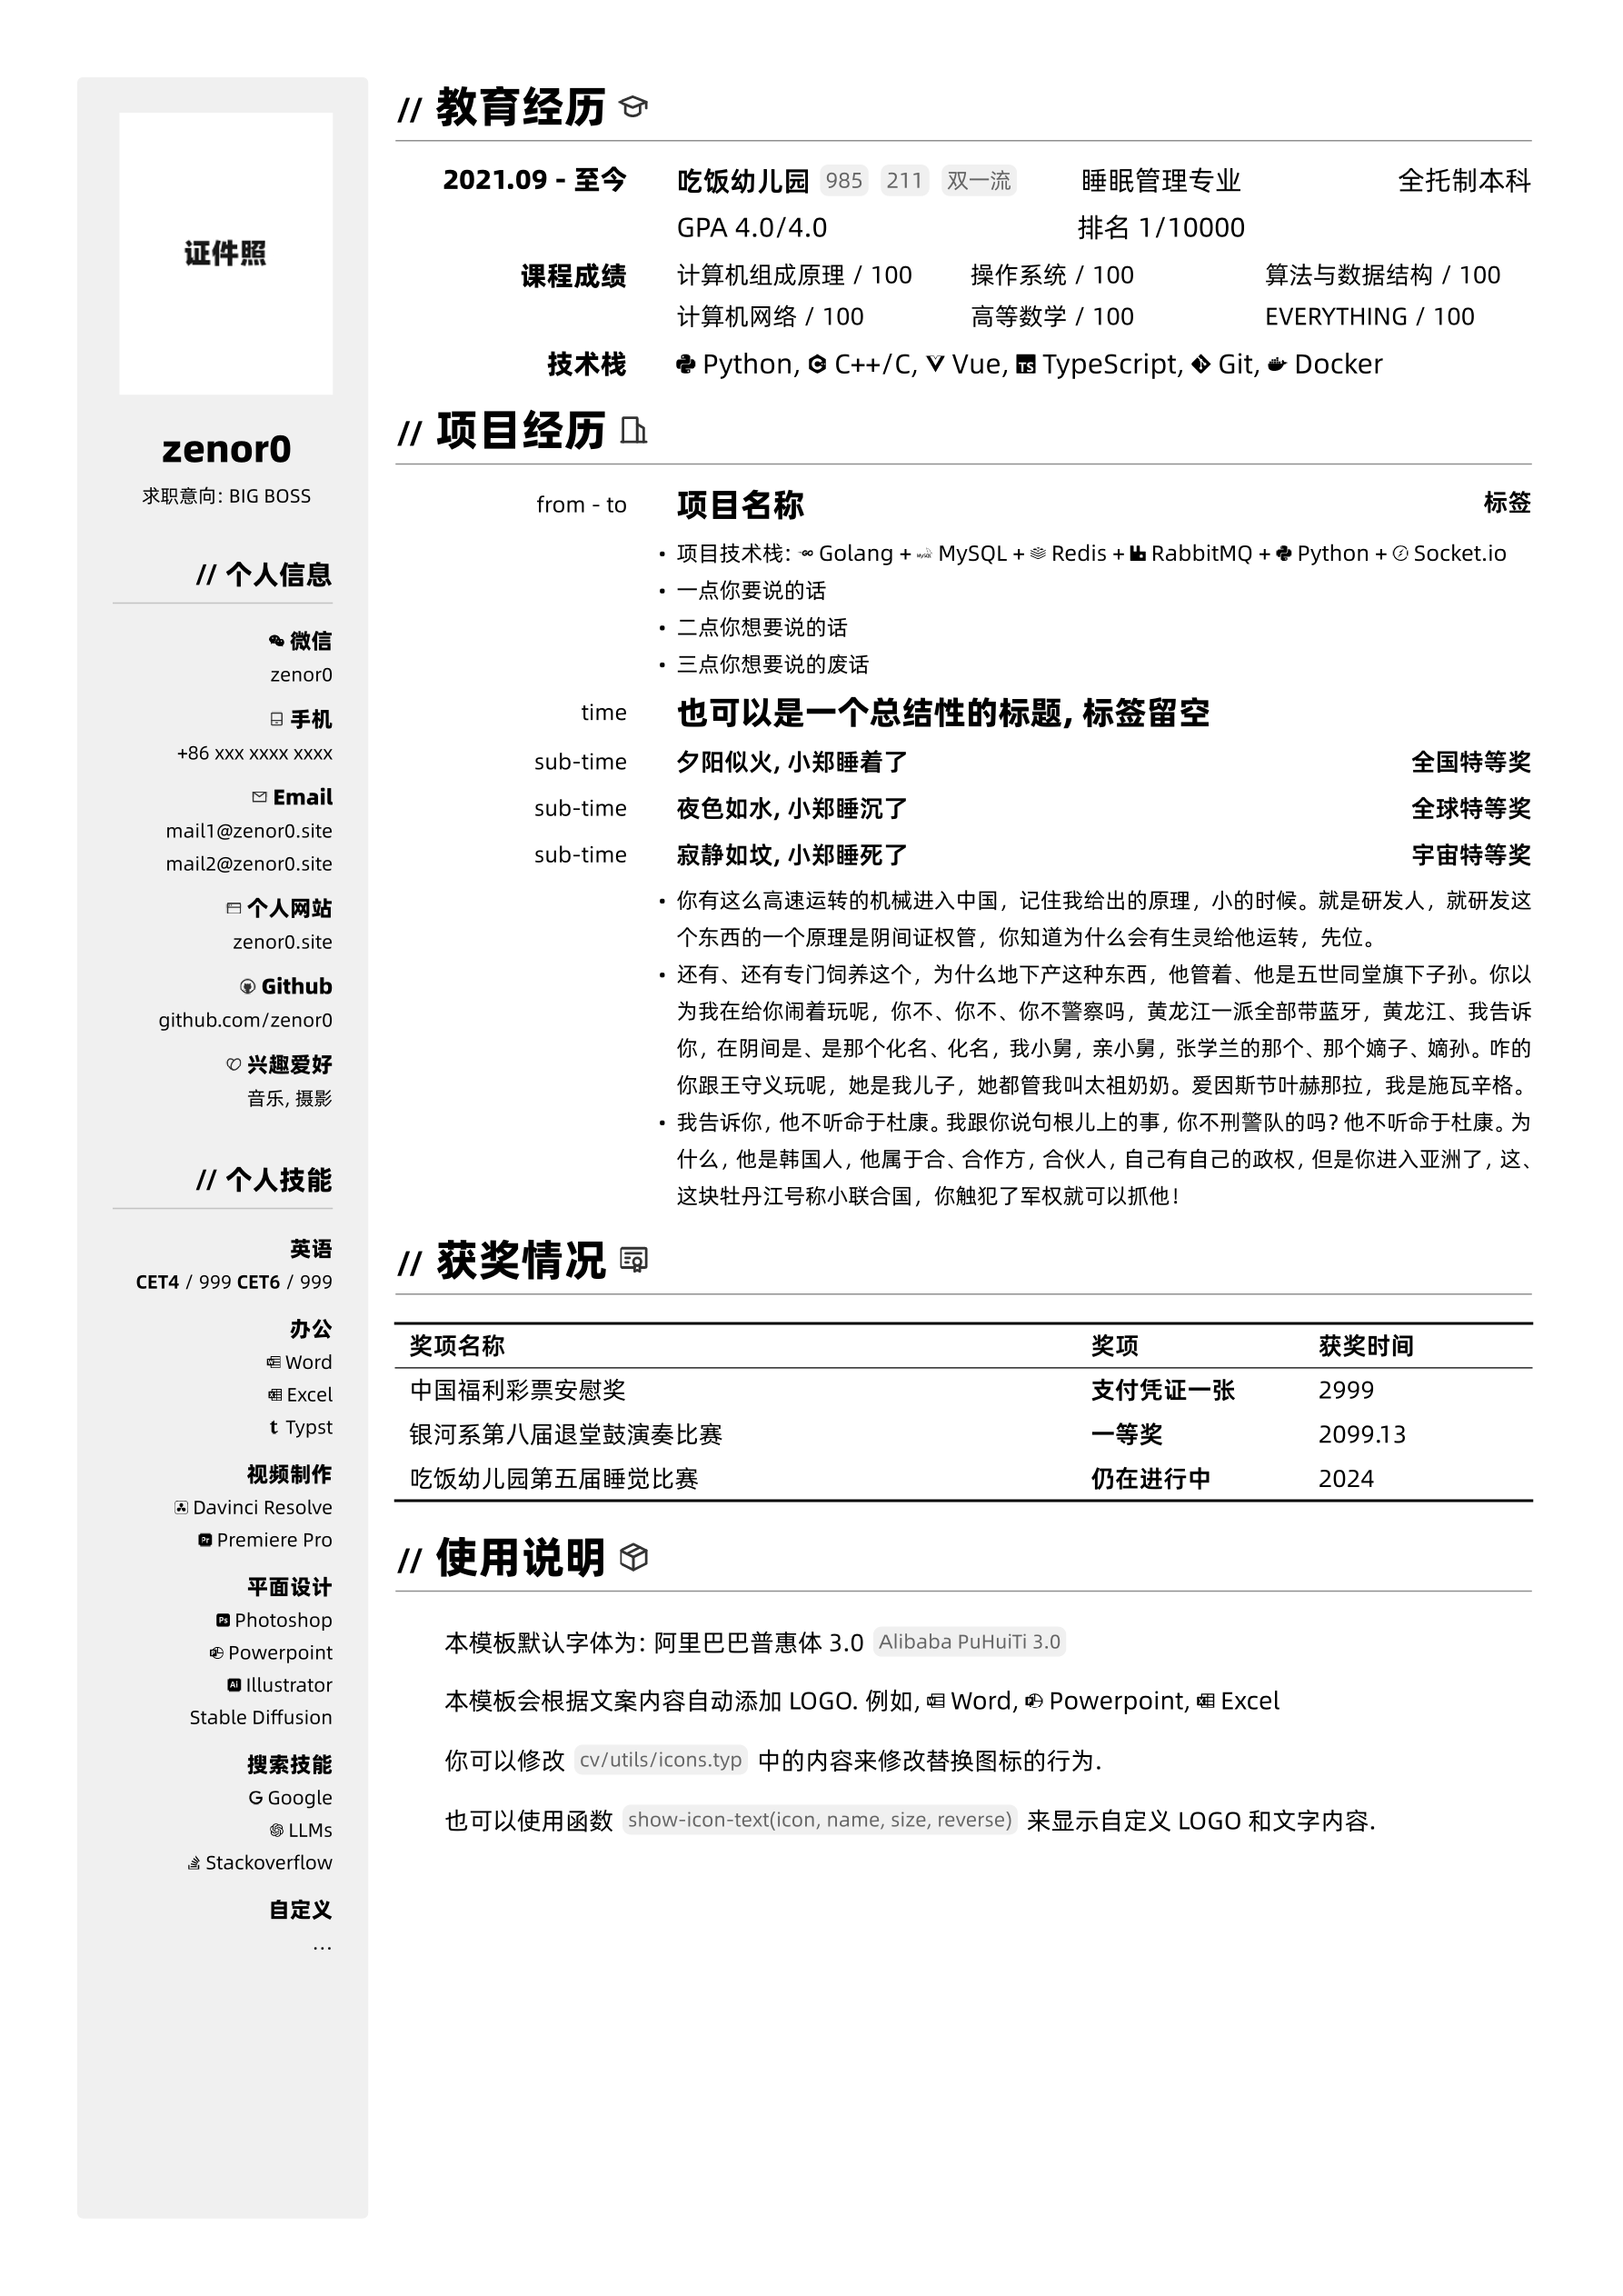 证件照
zenor0
求职意向: BIG BOSS
// 个人信息
微信
zenor0
手机
+86 xxx xxxx xxxx
Email
mail1@zenor0.site
mail2@zenor0.site
个人网站
zenor0.site
Github
github.com/zenor0
兴趣爱好
音乐, 摄影
// 个人技能
英语
CET4 / 999 CET6 / 999
办公
Word
Excel
Typst
视频制作
Davinci Resolve
Premiere Pro
平面设计
Photoshop
Powerpoint
Illustrator
Stable Diffusion
搜索技能
Google
LLMs
Stackoverflow
自定义
...
// 教育经历
2021.09 - 至今 吃饭幼儿园 985 211 双一流 睡眠管理专业 全托制本科
GPA 4.0/4.0 排名 1/10000
课程成绩 计算机组成原理 / 100 操作系统 / 100 算法与数据结构 / 100
计算机网络 / 100 高等数学 / 100 EVERYTHING / 100
技术栈 Python, C++/C, Vue, TypeScript, Git, Docker
// 项目经历
from - to 项目名称 标签
• 项目技术栈: Golang + MySQL + Redis + RabbitMQ + Python + Socket.io
• 一点你要说的话
• 二点你想要说的话
• 三点你想要说的废话
time 也可以是一个总结性的标题, 标签留空
sub-time 夕阳似火, 小郑睡着了 全国特等奖
sub-time 夜色如水, 小郑睡沉了 全球特等奖
sub-time 寂静如坟, 小郑睡死了 宇宙特等奖
• 你有这么高速运转的机械进入中国，记住我给出的原理，小的时候。就是研发人，就研发这
个东西的一个原理是阴间证权管，你知道为什么会有生灵给他运转，先位。
• 还有、还有专门饲养这个，为什么地下产这种东西，他管着、他是五世同堂旗下子孙。你以
为我在给你闹着玩呢，你不、你不、你不警察吗，黄龙江一派全部带蓝牙，黄龙江、我告诉
你，在阴间是、是那个化名、化名，我小舅，亲小舅，张学兰的那个、那个嫡子、嫡孙。咋的
你跟王守义玩呢，她是我儿子，她都管我叫太祖奶奶。爱因斯节叶赫那拉，我是施瓦辛格。
• 我告诉你，他不听命于杜康。我跟你说句根儿上的事，你不刑警队的吗？他不听命于杜康。为
什么，他是韩国人，他属于合、合作方，合伙人，自己有自己的政权，但是你进入亚洲了，这、
这块牡丹江号称小联合国，你触犯了军权就可以抓他！
// 获奖情况
奖项名称 奖项 获奖时间
中国福利彩票安慰奖 支付凭证一张 2999
银河系第八届退堂鼓演奏比赛 一等奖 2099.13
吃饭幼儿园第五届睡觉比赛 仍在进行中 2024
// 使用说明
本模板默认字体为: 阿里巴巴普惠体 3.0 Alibaba PuHuiTi 3.0
本模板会根据文案内容自动添加 LOGO. 例如, Word, Powerpoint, Excel
你可以修改 cv/utils/icons.typ 中的内容来修改替换图标的行为.
也可以使用函数 show-icon-text(icon, name, size, reverse) 来显示自定义 LOGO 和文字内容.